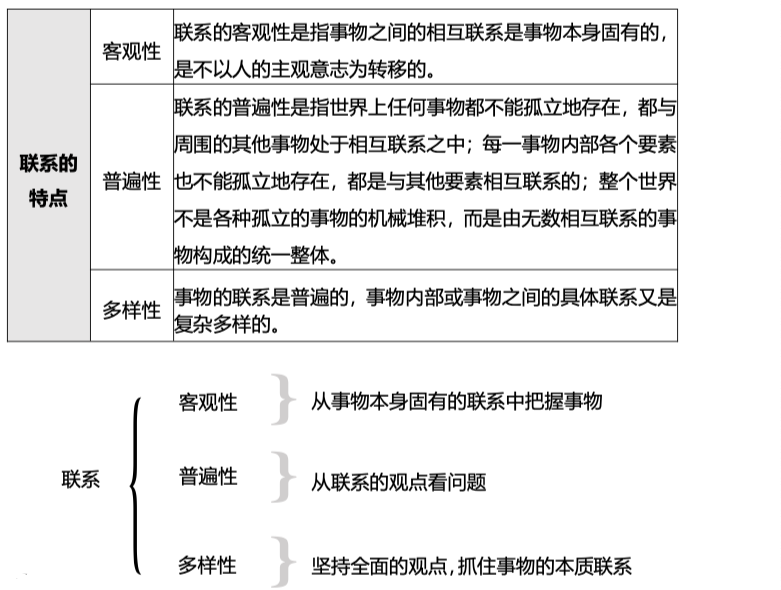 联系的
特点
客观性
联系的客观性是指事物之间的相互联系是事物本身固有的，
是不以人的主观意志为转移的。
普遍性
联系的普遍性是指世界上任何事物都不能孤立地存在，都与
周围的其他事物处于相互联系之中；每一事物内部各个要素
也不能孤立地存在，都是与其他要素相互联系的；整个世界
不是各种孤立的事物的机械堆积，而是由无数相互联系的事
物构成的统一整体。
多样性
事物的联系是普遍的，事物内部或事物之间的具体联系又是
复杂多样的。
联系
客观性
从事物本身固有的联系中把握事物
普遍性
从联系的观点看问题
多样性
坚持全面的观点,抓住事物的本质联系